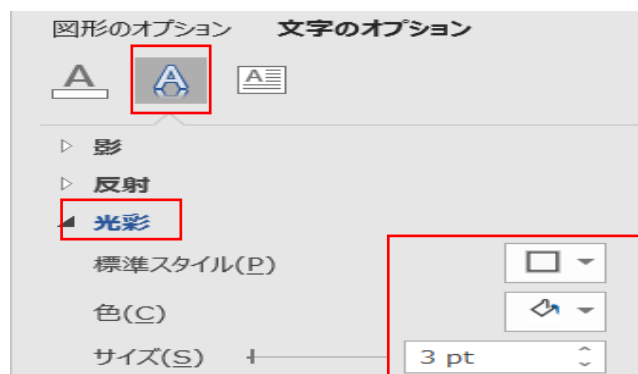 図形のオプション 文字のオプション
A A A
影
反射
光彩
標準スタイル(P)
色(C)
サイズ(S) 3 pt